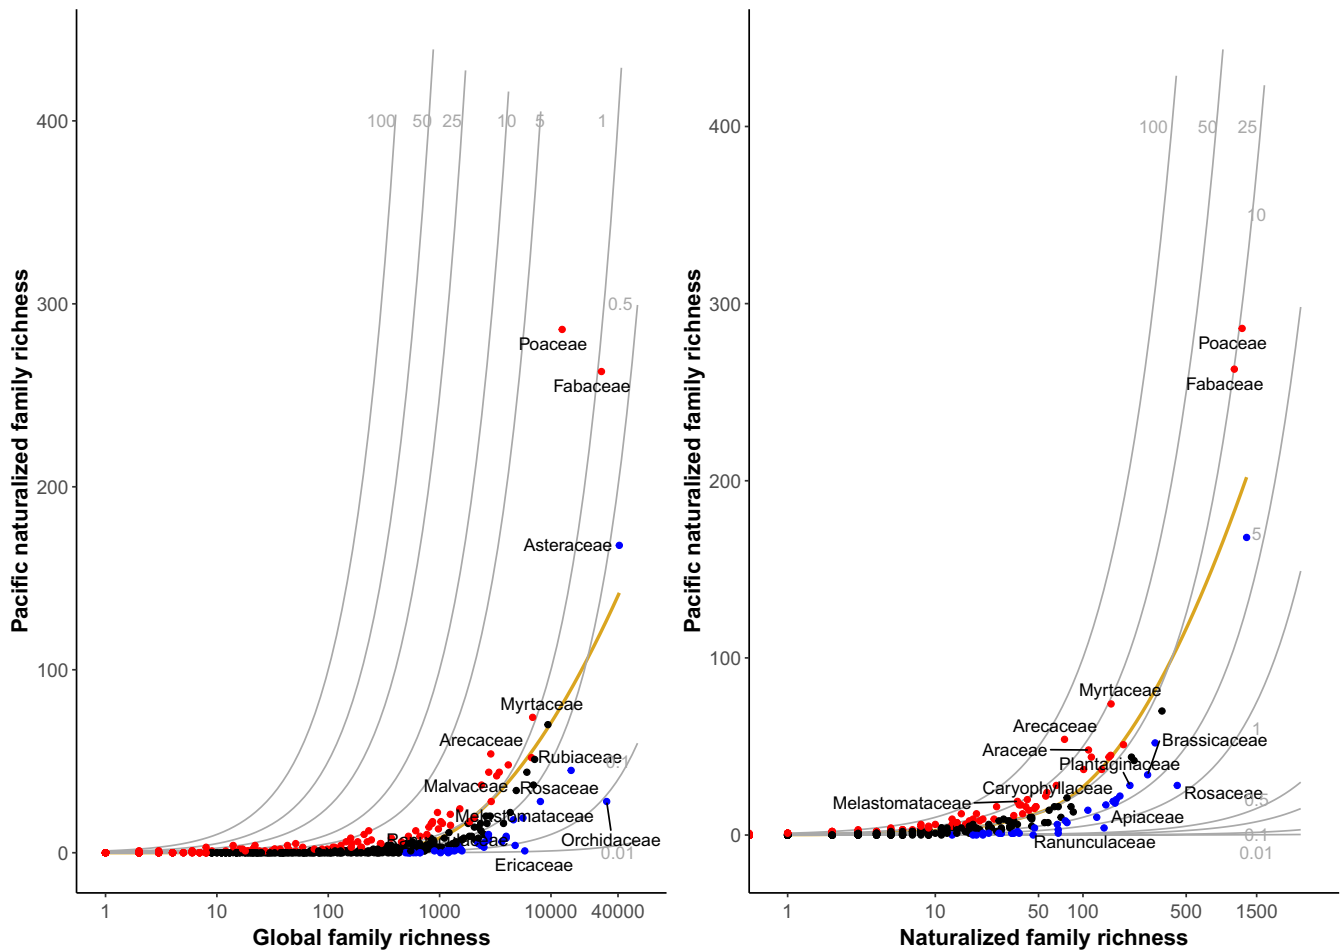 Pacific naturalized family richness
400
300
200
100
0
100
50
25
10
5
1
0.5
0.1
0.01
Poaceae
Fabaceae
Asteraceae
Myrtaceae
Arecaceae
Rubiaceae
Malvaceae
Rosaceae
Melastomataceae
Orchidaceae
Ericaceae
1
10
100
1000
10000
40000
Global family richness
Pacific naturalized family richness
400
300
200
100
0
100
50
25
10
5
1
0.5
0.1
0.01
Poaceae
Fabaceae
Myrtaceae
Arecaceae
Araceae
Brassicaceae
Plantaginaceae
Caryophyllaceae
Melastomataceae
Rosaceae
Apiaceae
Ranunculaceae
1
10
50
100
500
1500
Naturalized family richness